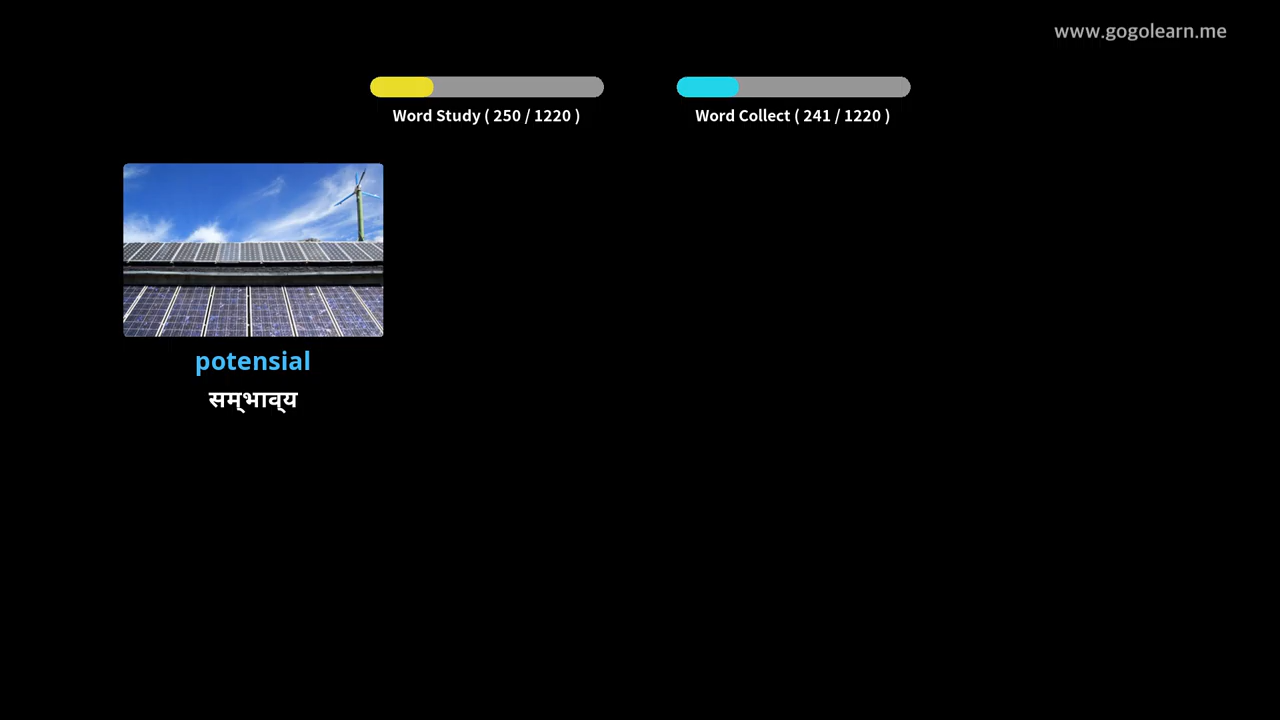 www.gogolearn.me
Word Study ( 250 / 1220 )
Word Collect ( 241 / 1220 )
potensial
सम्‌भाव्‌य